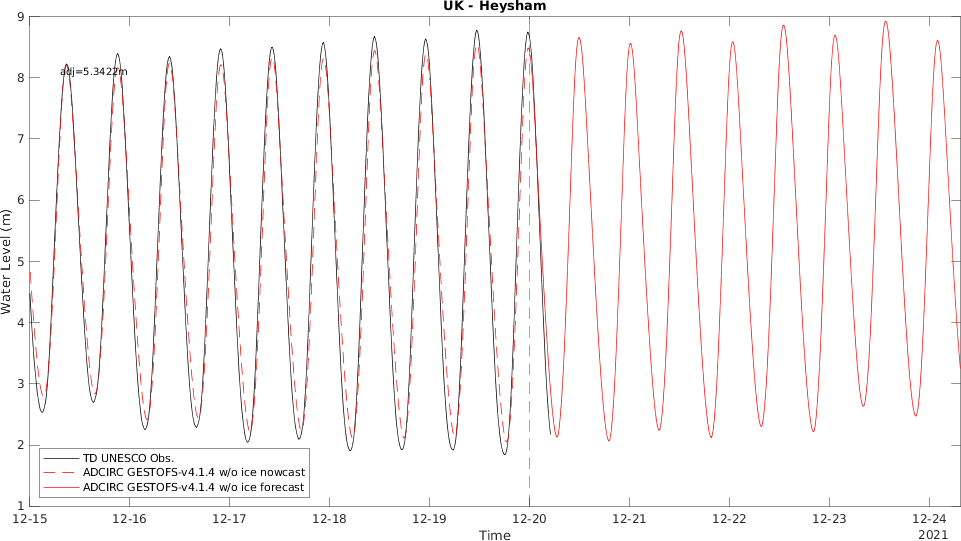 UK - Heysham
9
8
7
6
5
4
3
2
1
Water Level (m)
adj=5.3422m
TD UNESCO Obs.
ADCIRC GESTOFS-v4.1.4 w/o ice nowcast
ADCIRC GESTOFS-v4.1.4 w/o ice forecast
12-15 12-16 12-17 12-18 12-19 12-20 12-21 12-22 12-23 12-24
Time
2021